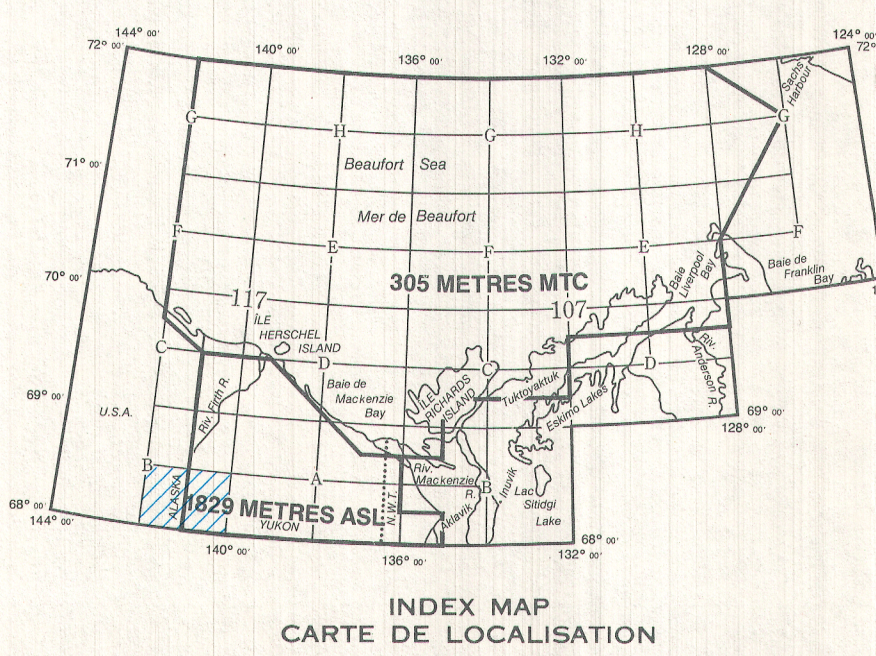 144° 00'
72° 00'
140° 00'
136° 00'
132° 00'
128° 00'
124° 00'
72°
Sachs
Harbour
G
H
G
H
G
71° 00'
Beaufort Sea
Mer de Beaufort
F
E
F
E
F
70° 00'
305 METRES MTC
Baie
Liverpool
Bay
Baie de
Franklin
Bay
117
107
ÎLE
HERSCHEL
ISLAND
C
D
C
D
Riv.
Anderson R.
69° 00'
U.S.A.
Riv. Firth R.
Baie de
Mackenzie
Bay
ÎLE
RICHARDS
ISLAND
Tuktoyaktuk
Eskimo Lakes
69° 00'
128° 00'
B
A
B
Riv.
Mackenzie
R.
Inuvik
Lac
Sitidgi
Lake
ALASKA
1829 METRES ASL
YUKON
N.W.T.
Aklavik
68° 00'
144° 00'
140° 00'
136° 00'
132° 00'
68° 00'
INDEX MAP
CARTE DE LOCALISATION